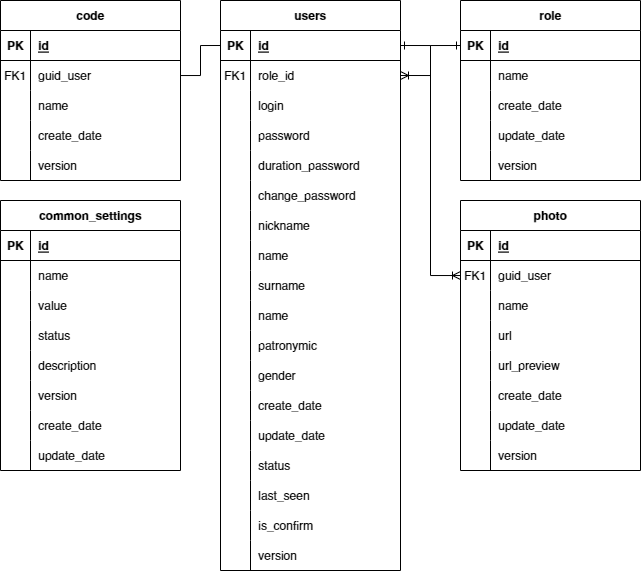 code
PK id
FK1 guid_user
name
create_date
version
common_settings
PK id
name
value
status
description
version
create_date
update_date
users
PK id
FK1 role_id
login
password
duration_password
change_password
nickname
name
surname
name
patronymic
gender
create_date
update_date
status
last_seen
is_confirm
version
role
PK id
name
create_date
update_date
version
photo
PK id
FK1 guid_user
name
url
url_preview
create_date
update_date
version